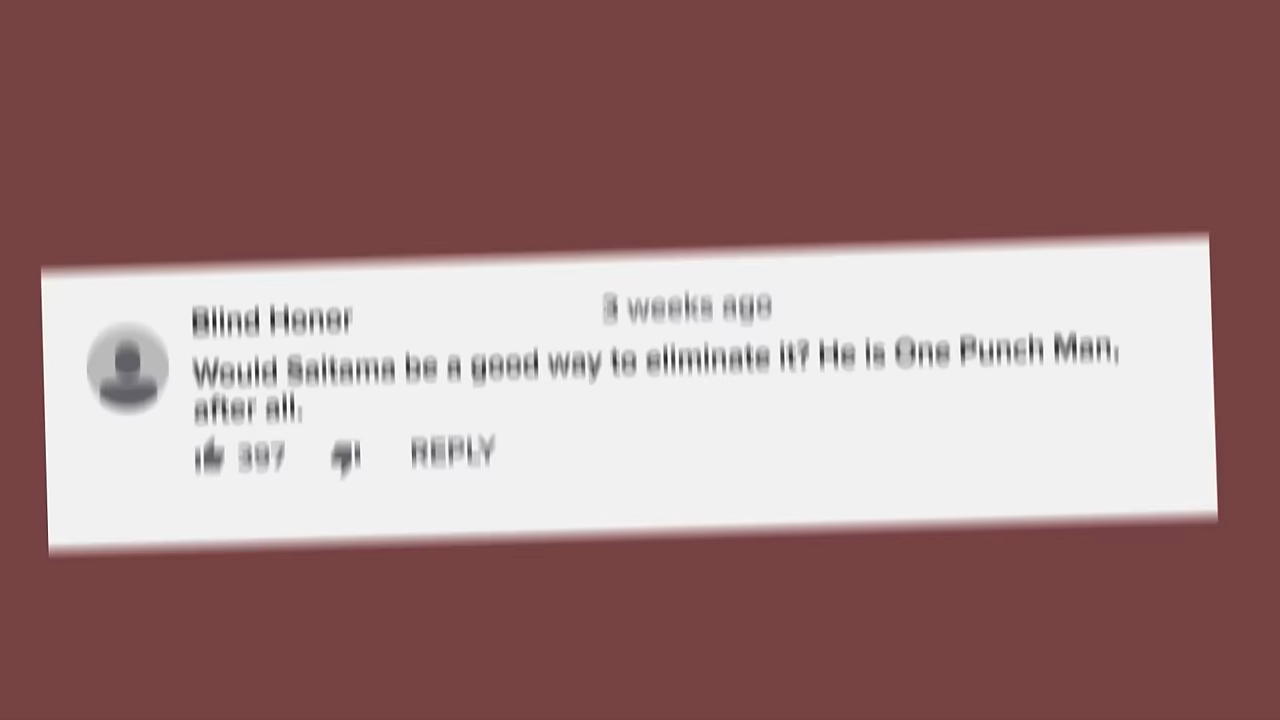 Blind Honor
3 weeks ago
Would Saitama be a good way to eliminate it? He is One Punch Man,
after all.
397
REPLY